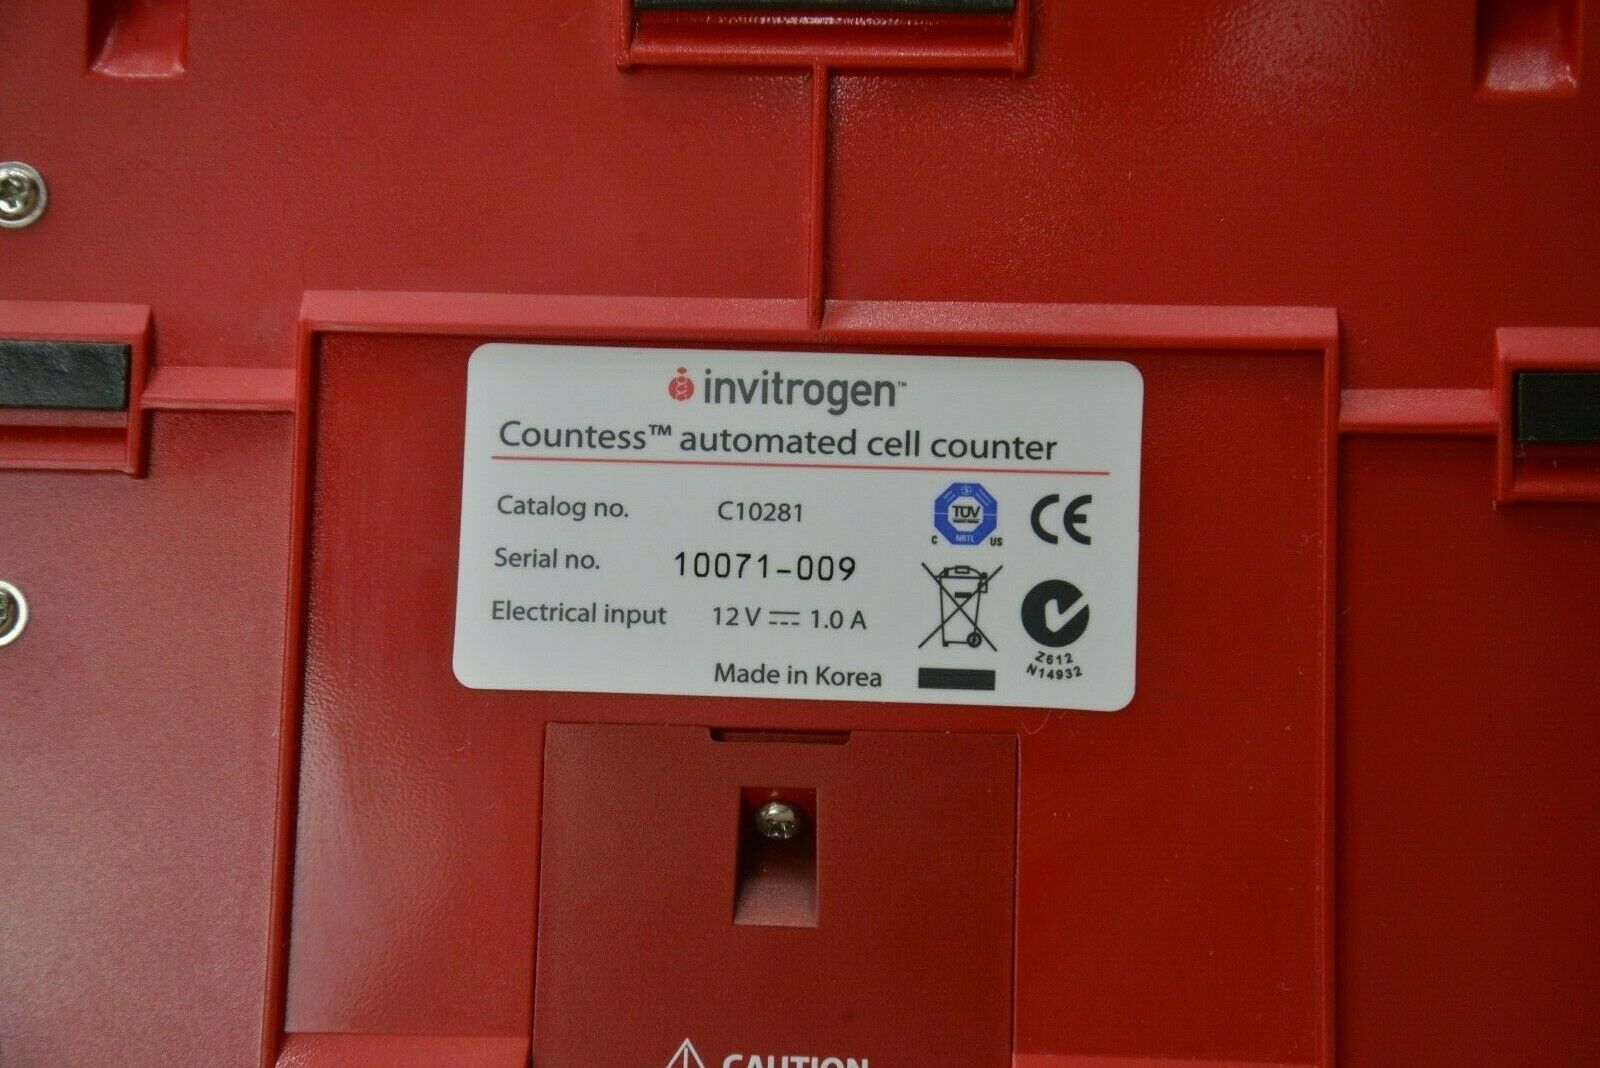 invitrogen™
Countess™ automated cell counter
Catalog no. C10281
Serial no. 10071-009
Electrical input 12 V ⎓ 1.0 A
Made in Korea
TÜV
NRTL
C US
CE
Z612
N14932
CAUTION